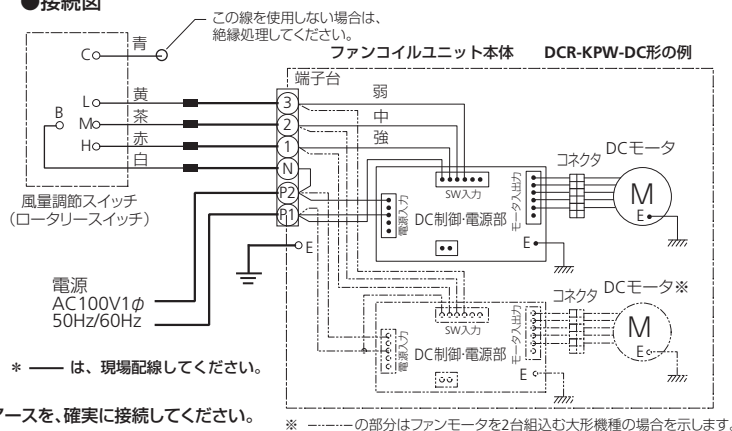 ●接続図
この線を使用しない場合は、
絶縁処理してください。
ファンコイルユニット本体 DCR-KPW-DC形の例
C 青
端子台
B
L 黄 3 弱
M 茶 2 中
H 赤 1 強
白 N
P2
P1
風量調節スイッチ
(ロータリースイッチ)
SW入力
電源入力
DC制御・電源部
モータ入出力
コネクタ
DCモータ
M
E
E
E
電源
AC100V1φ
50Hz/60Hz
SW入力
電源入力
DC制御・電源部
モータ入出力
コネクタ
DCモータ※
M
E
E
* ―― は、現場配線してください。
アースを、確実に接続してください。
※ -------の部分はファンモータを2台組込む大形機種の場合を示します。